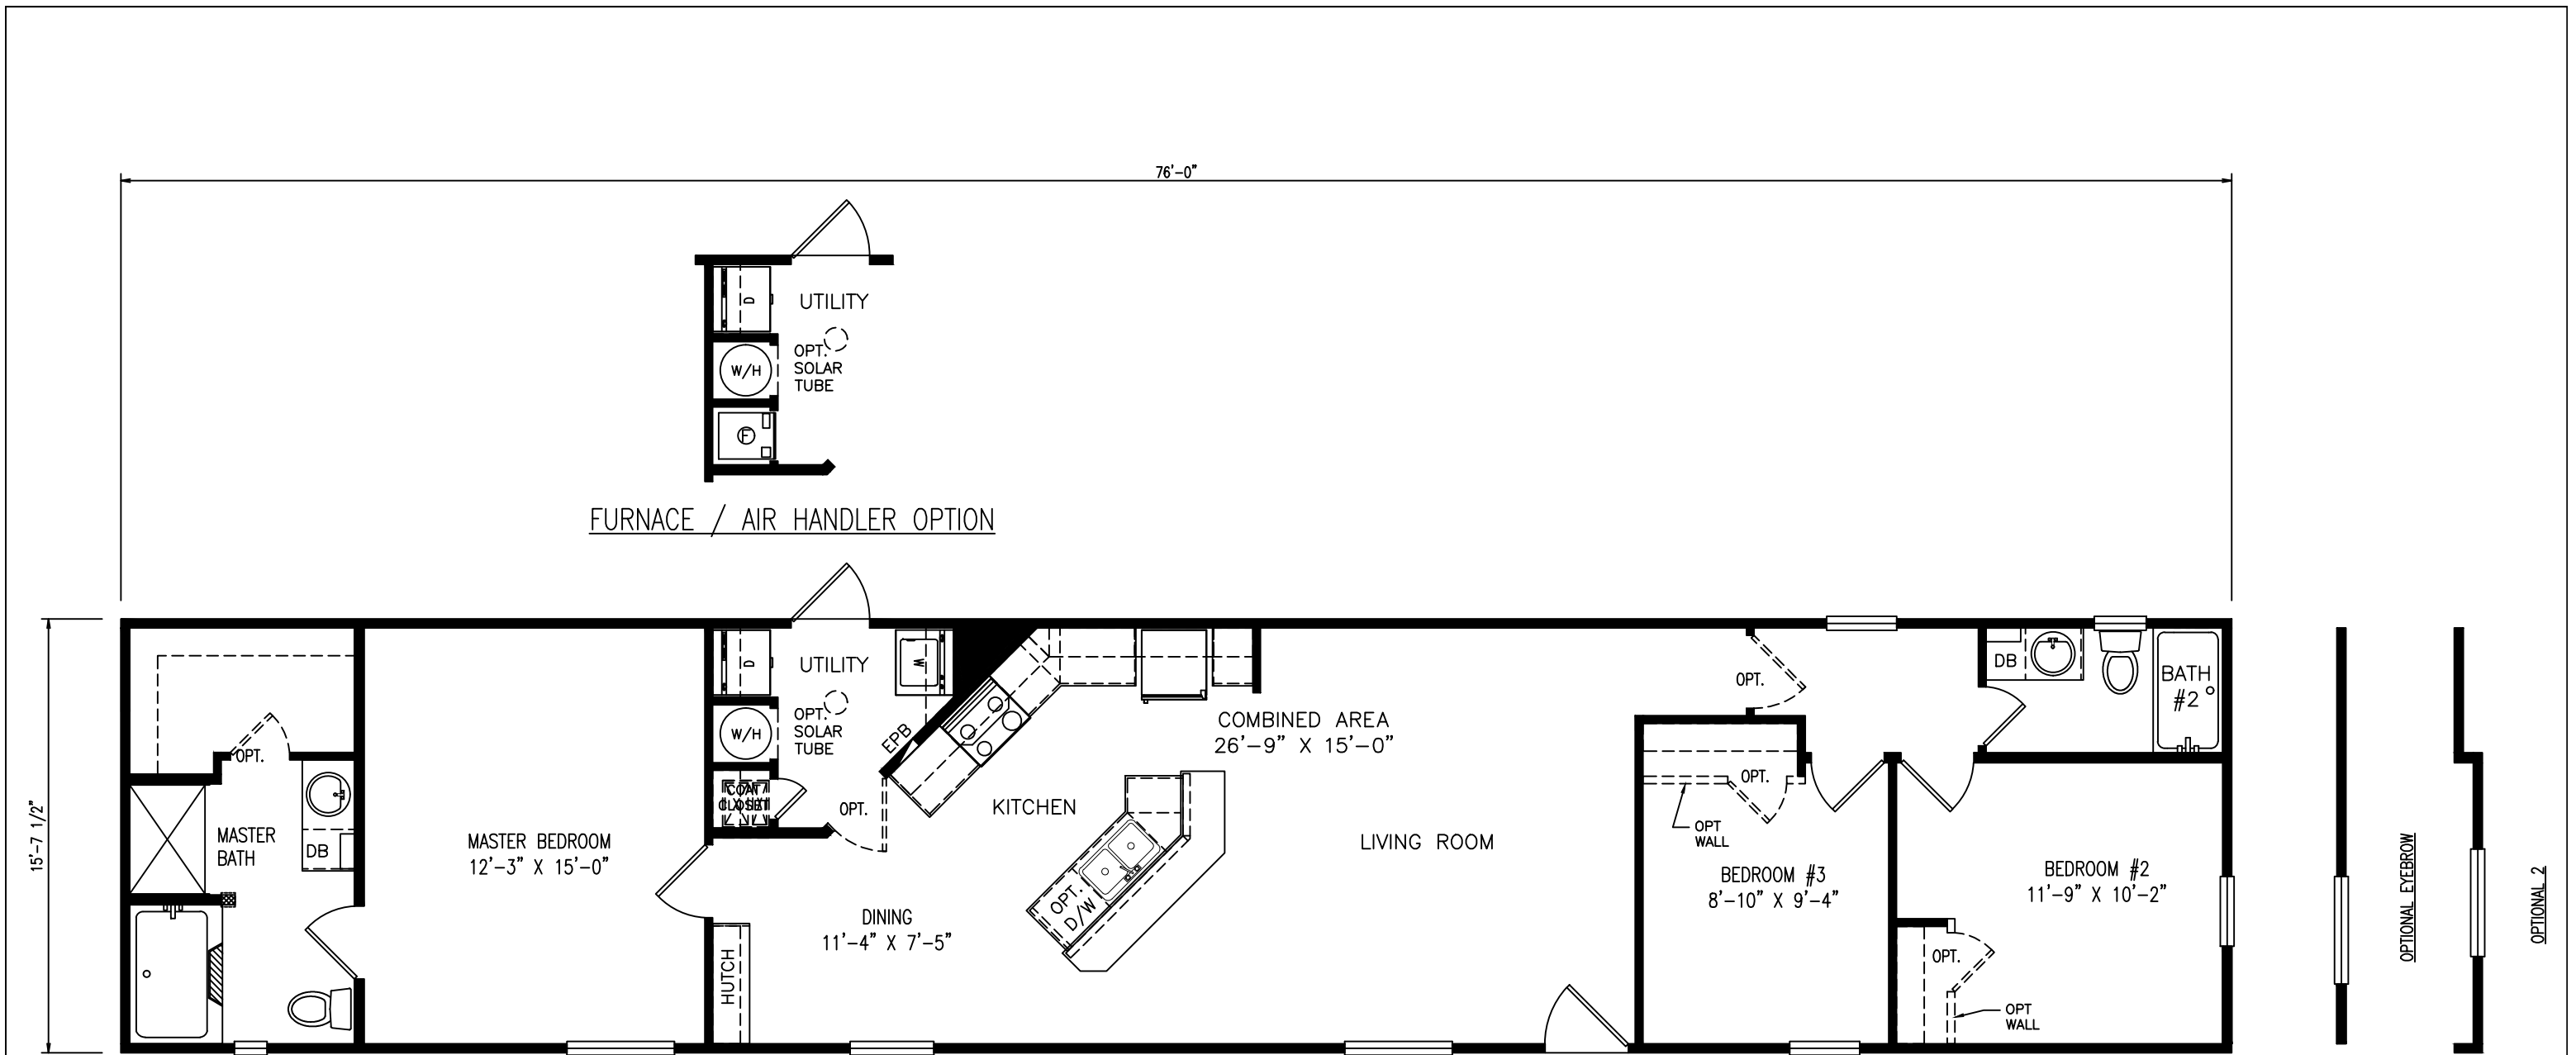 76'-0"
D
UTILITY
OPT.
SOLAR
TUBE
W/H
F
FURNACE / AIR HANDLER OPTION
15'-7 1/2"
OPT.
MASTER
BATH
DB
MASTER BEDROOM
12'-3" X 15'-0"
D
UTILITY
W
OPT.
SOLAR
TUBE
W/H
COAT
CLOSET
OPT.
EPB
HUTCH
DINING
11'-4" X 7'-5"
KITCHEN
OPT.
D/W
COMBINED AREA
26'-9" X 15'-0"
LIVING ROOM
OPT.
OPT.
OPT
WALL
BEDROOM #3
8'-10" X 9'-4"
DB
BATH
#2
BEDROOM #2
11'-9" X 10'-2"
OPT.
OPT
WALL
OPTIONAL EYEBROW
OPTIONAL 2